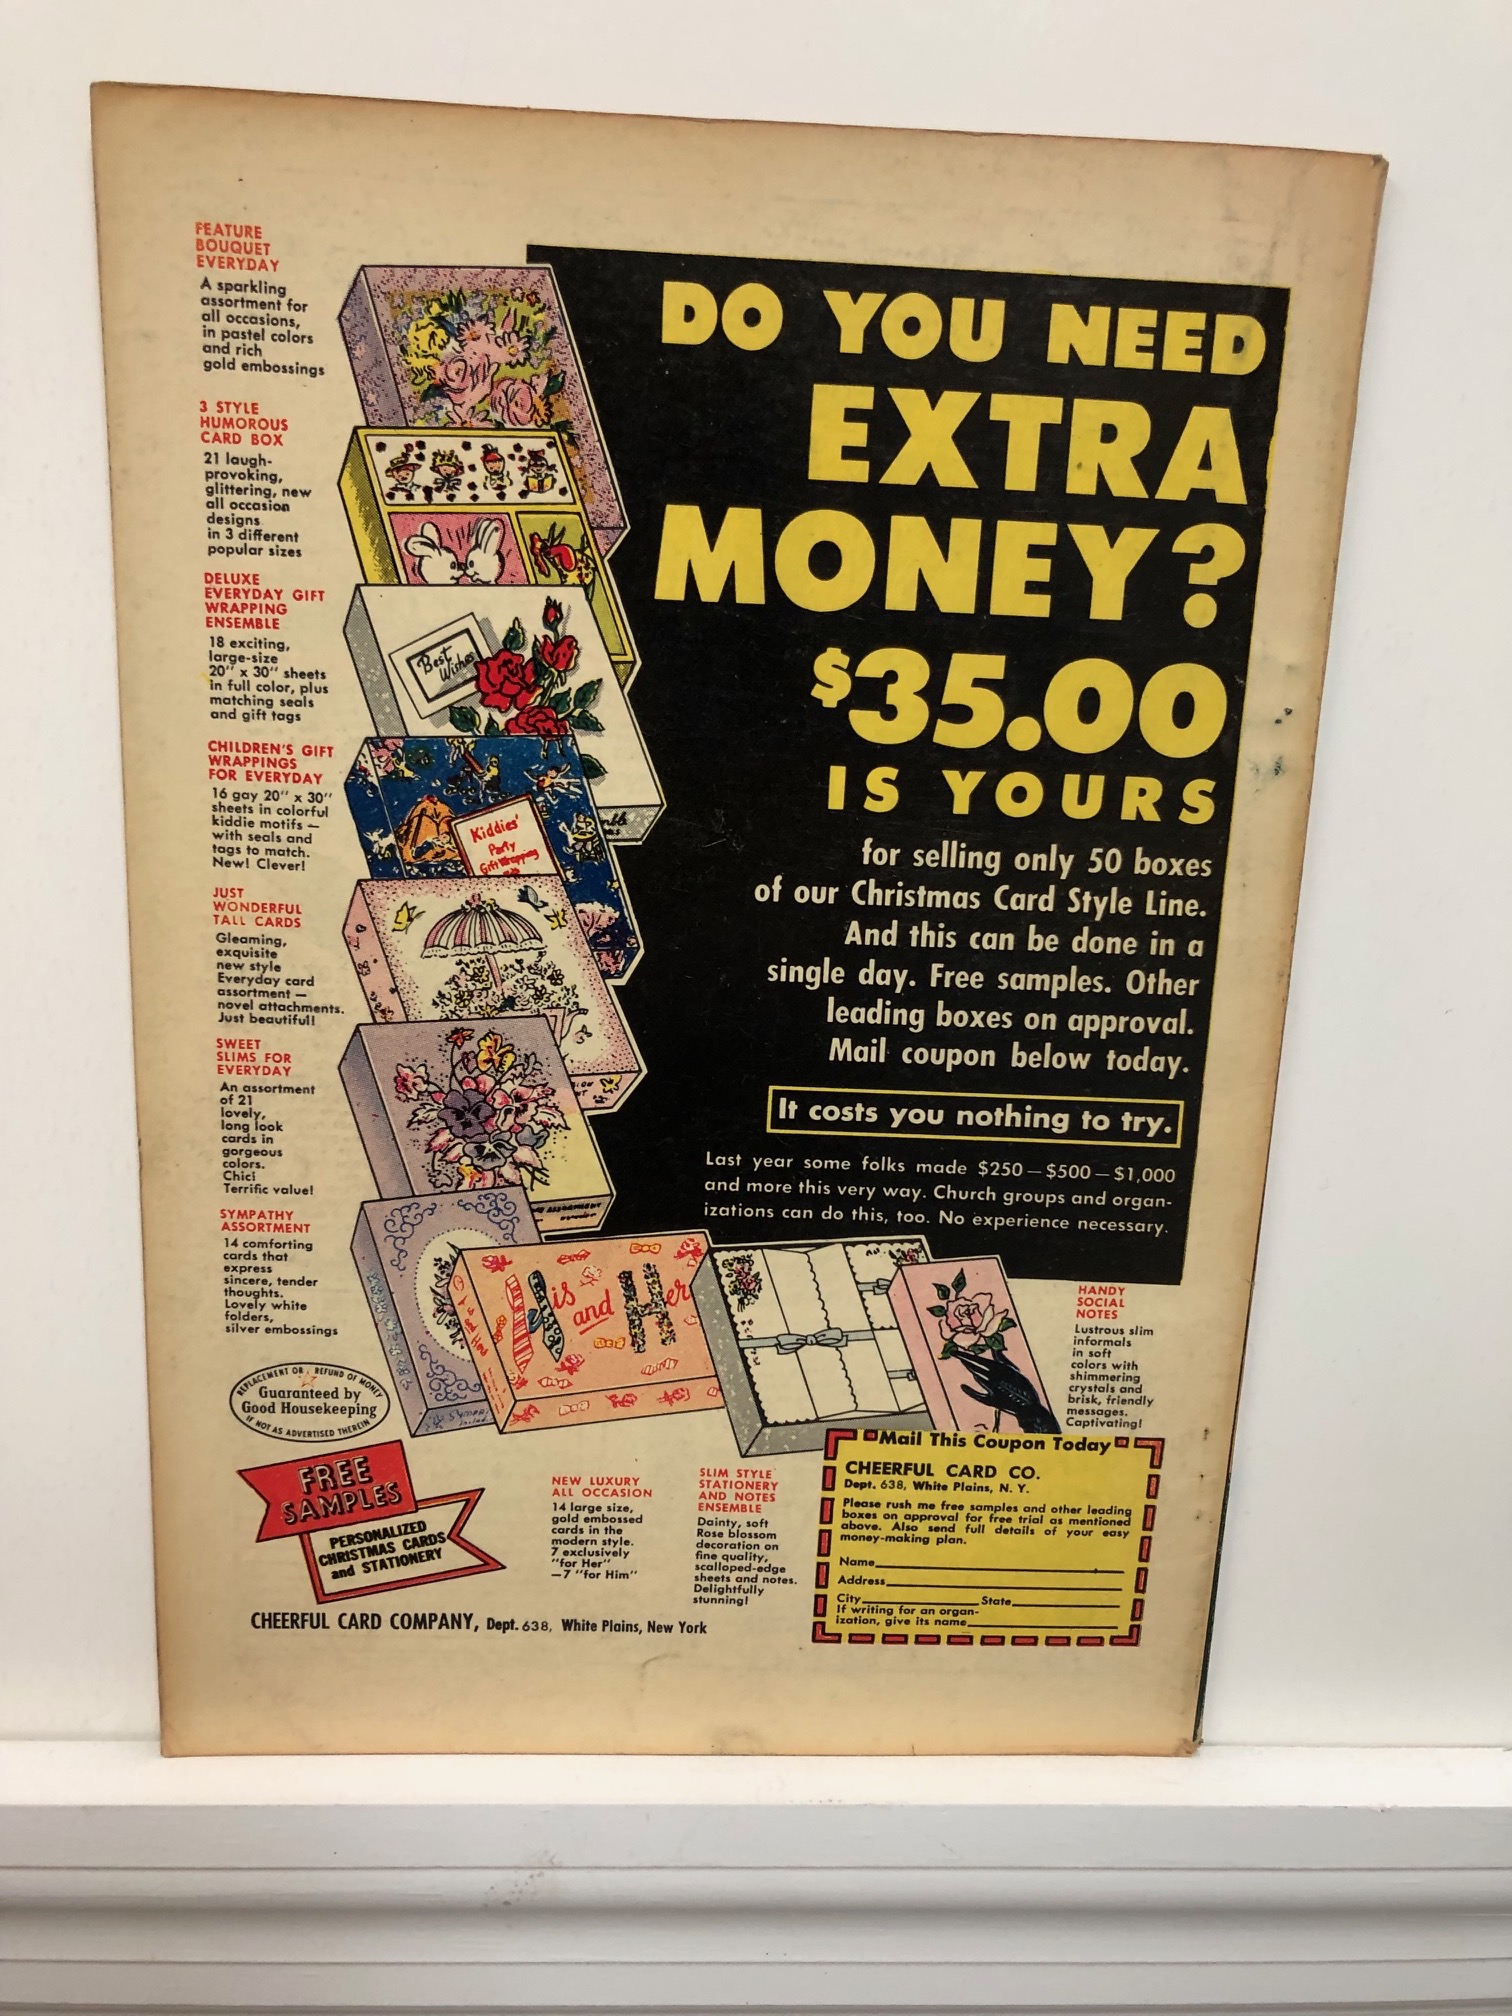 FEATURE
BOUQUET
EVERYDAY
A sparkling
assortment for
all occasions,
in pastel colors
and rich
gold embossings
3 STYLE
HUMOROUS
CARD BOX
21 laugh-
provoking,
glittering, new
all occasion
designs
in 3 different
popular sizes
DELUXE
EVERYDAY GIFT
WRAPPING
ENSEMBLE
18 exciting,
large-size
20" x 30" sheets
in full color, plus
matching seals
and gift tags
CHILDREN'S GIFT
WRAPPINGS
FOR EVERYDAY
16 gay 20" x 30"
sheets in colorful
kiddie motifs —
with seals and
tags to match.
New! Clever!
JUST
WONDERFUL
TALL CARDS
Gleaming,
exquisite
new style
Everyday card
assortment —
novel attachments.
Just beautiful!
SWEET
SLIMS FOR
EVERYDAY
An assortment
of 21
lovely,
long look
cards in
gorgeous
colors.
Chic!
Terrific value!
SYMPATHY
ASSORTMENT
14 comforting
cards that
express
sincere, tender
thoughts.
Lovely white
folders,
silver embossings
Best
Wishes
Kiddies'
Party
Gift Wrapping
DO YOU NEED
EXTRA
MONEY?
$35.00
IS YOURS
for selling only 50 boxes
of our Christmas Card Style Line.
And this can be done in a
single day. Free samples. Other
leading boxes on approval.
Mail coupon below today.
It costs you nothing to try.
Last year some folks made $250 — $500 — $1,000
and more this very way. Church groups and organ-
izations can do this, too. No experience necessary.
His
and
Her
HANDY
SOCIAL
NOTES
Lustrous slim
informals
in soft
colors with
shimmering
crystals and
brisk, friendly
messages.
Captivating!
REPLACEMENT OR REFUND OF MONEY
Guaranteed by
Good Housekeeping
IF NOT AS ADVERTISED THEREIN
FREE
SAMPLES
PERSONALIZED
CHRISTMAS CARDS
and STATIONERY
NEW LUXURY
ALL OCCASION
14 large size,
gold embossed
cards in the
modern style.
7 exclusively
"for Her"
—7 "for Him"
SLIM STYLE
STATIONERY
AND NOTES
ENSEMBLE
Dainty, soft
Rose blossom
decoration on
fine quality,
scalloped-edge
sheets and notes.
Delightfully
stunning!
Mail This Coupon Today
CHEERFUL CARD CO.
Dept. 638, White Plains, N. Y.
Please rush me free samples and other leading
boxes on approval for free trial as mentioned
above. Also send full details of your easy
money-making plan.
Name
Address
City State
If writing for an organ-
ization, give its name
CHEERFUL CARD COMPANY, Dept. 638, White Plains, New York